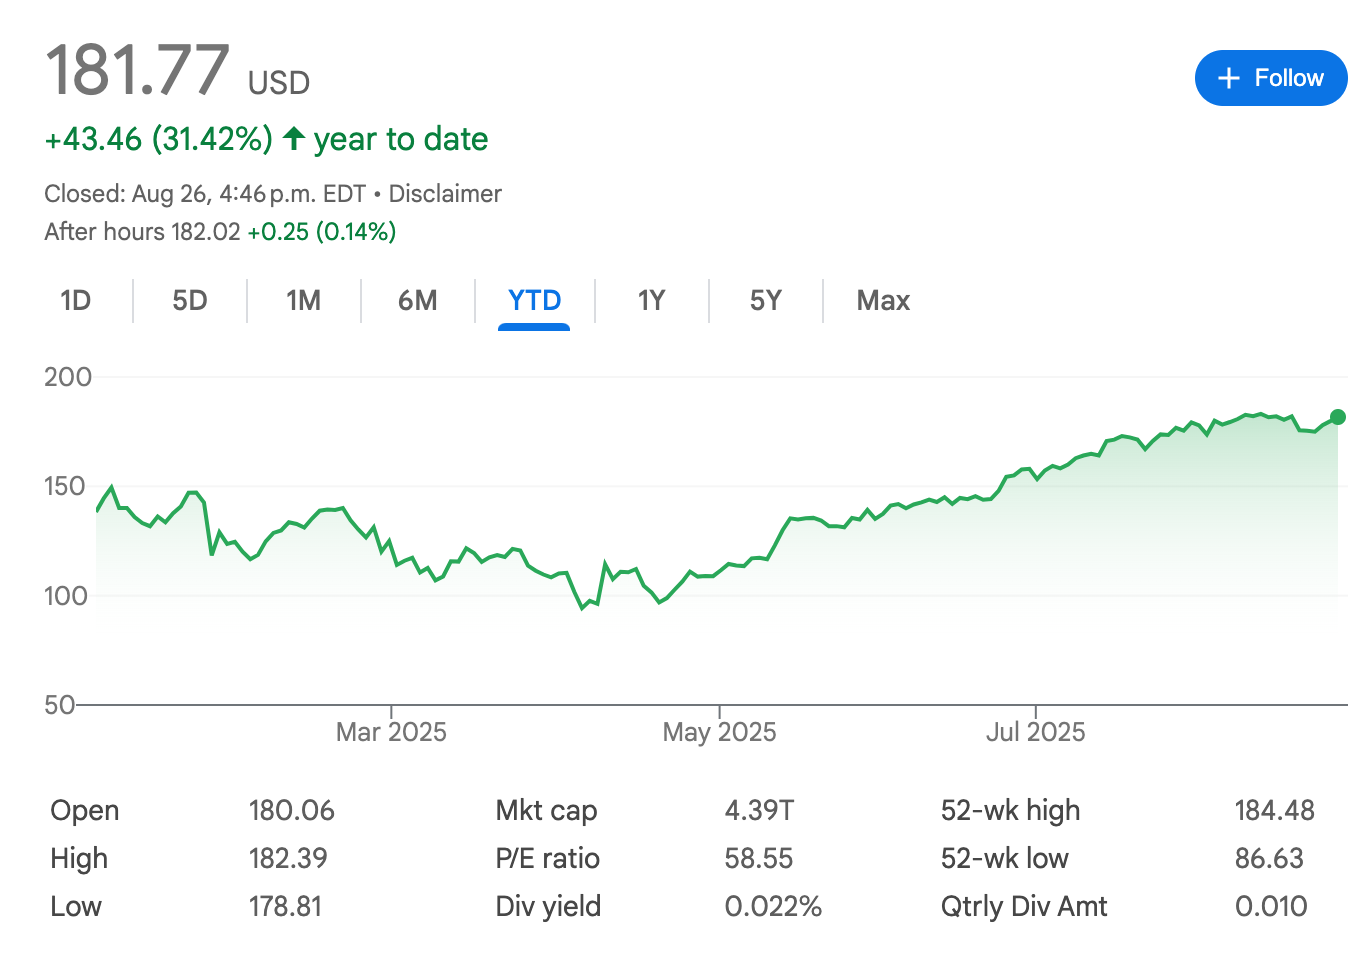 181.77 USD
+ Follow
+43.46 (31.42%) ↑ year to date
Closed: Aug 26, 4:46 p.m. EDT • Disclaimer
After hours 182.02 +0.25 (0.14%)
1D 5D 1M 6M YTD 1Y 5Y Max
200
150
100
50
Mar 2025 May 2025 Jul 2025
Open 180.06 Mkt cap 4.39T 52-wk high 184.48
High 182.39 P/E ratio 58.55 52-wk low 86.63
Low 178.81 Div yield 0.022% Qtrly Div Amt 0.010